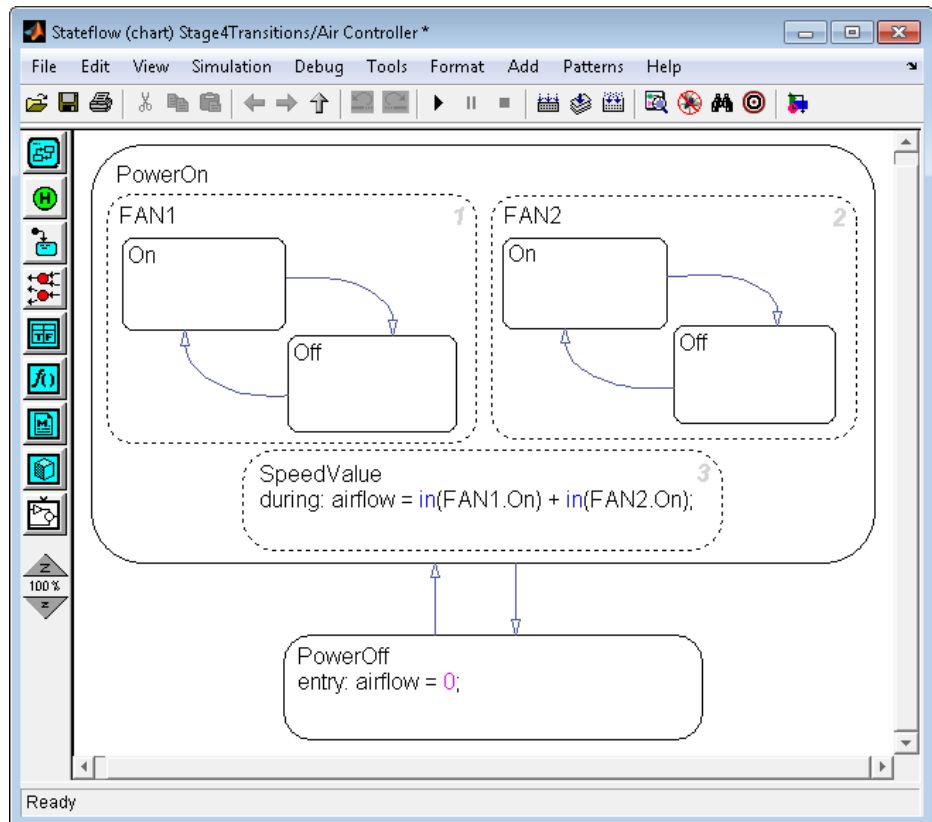 Stateflow (chart) Stage4Transitions/Air Controller *
File Edit View Simulation Debug Tools Format Add Patterns Help
PowerOn
FAN1 1
FAN2 2
On
On
Off
Off
SpeedValue 3
during: airflow = in(FAN1.On) + in(FAN2.On);
Z
100 %
z
PowerOff
entry: airflow = 0;
Ready